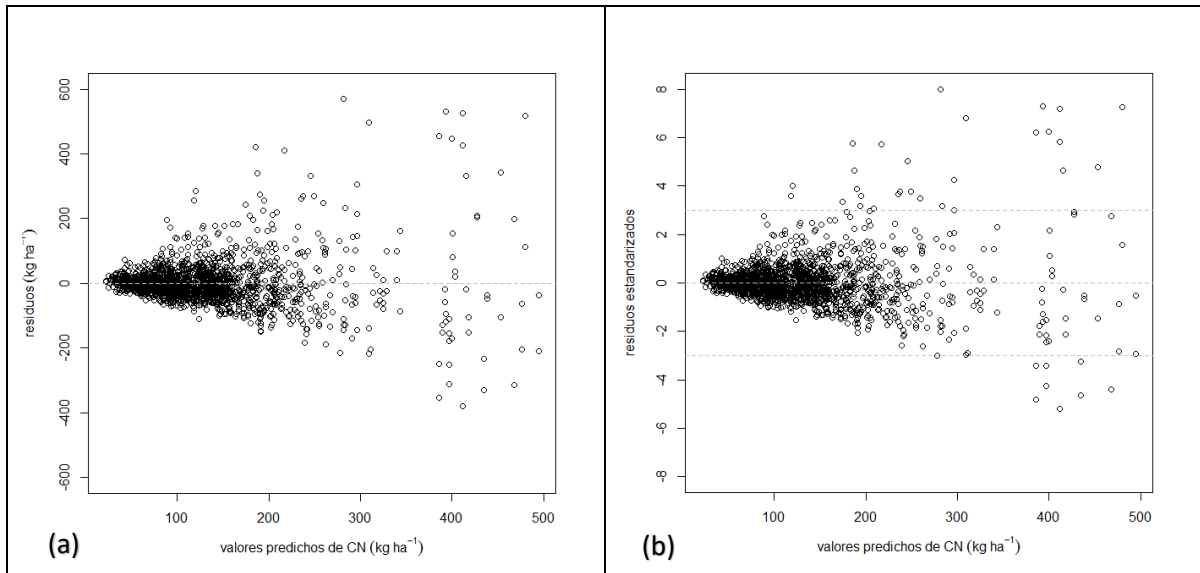 600
400
200
0
-200
-400
-600
residuos (kg ha⁻¹)
100 200 300 400 500
valores predichos de CN (kg ha⁻¹)
(a)
8
6
4
2
0
-2
-4
-6
-8
residuos estandarizados
100 200 300 400 500
valores predichos de CN (kg ha⁻¹)
(b)